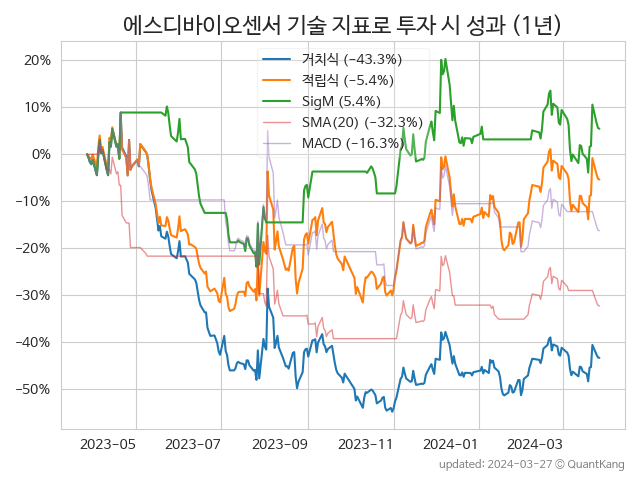 에스디바이오센서 기술 지표로 투자 시 성과 (1년)
거치식 (−43.3%)
적립식 (−5.4%)
SigM (5.4%)
SMA(20) (−32.3%)
MACD (−16.3%)
20%
10%
0%
−10%
−20%
−30%
−40%
−50%
2023-05 2023-07 2023-09 2023-11 2024-01 2024-03
updated: 2024-03-27 © QuantKang